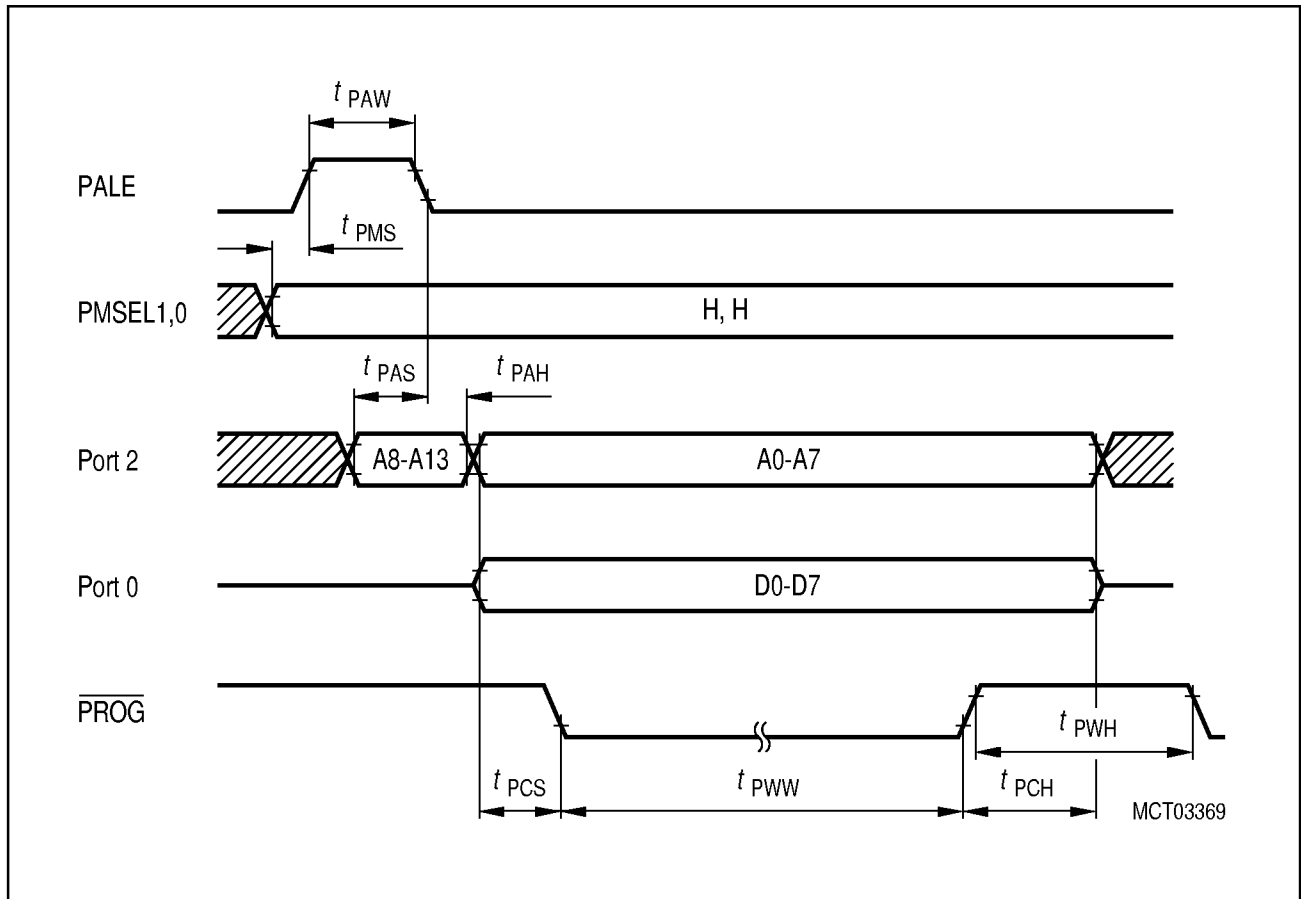 t PAW
PALE
t PMS
PMSEL1,0
H, H
t PAS
t PAH
Port 2
A8-A13
A0-A7
Port 0
D0-D7
PROG
t PWH
t PCS
t PWW
t PCH
MCT03369